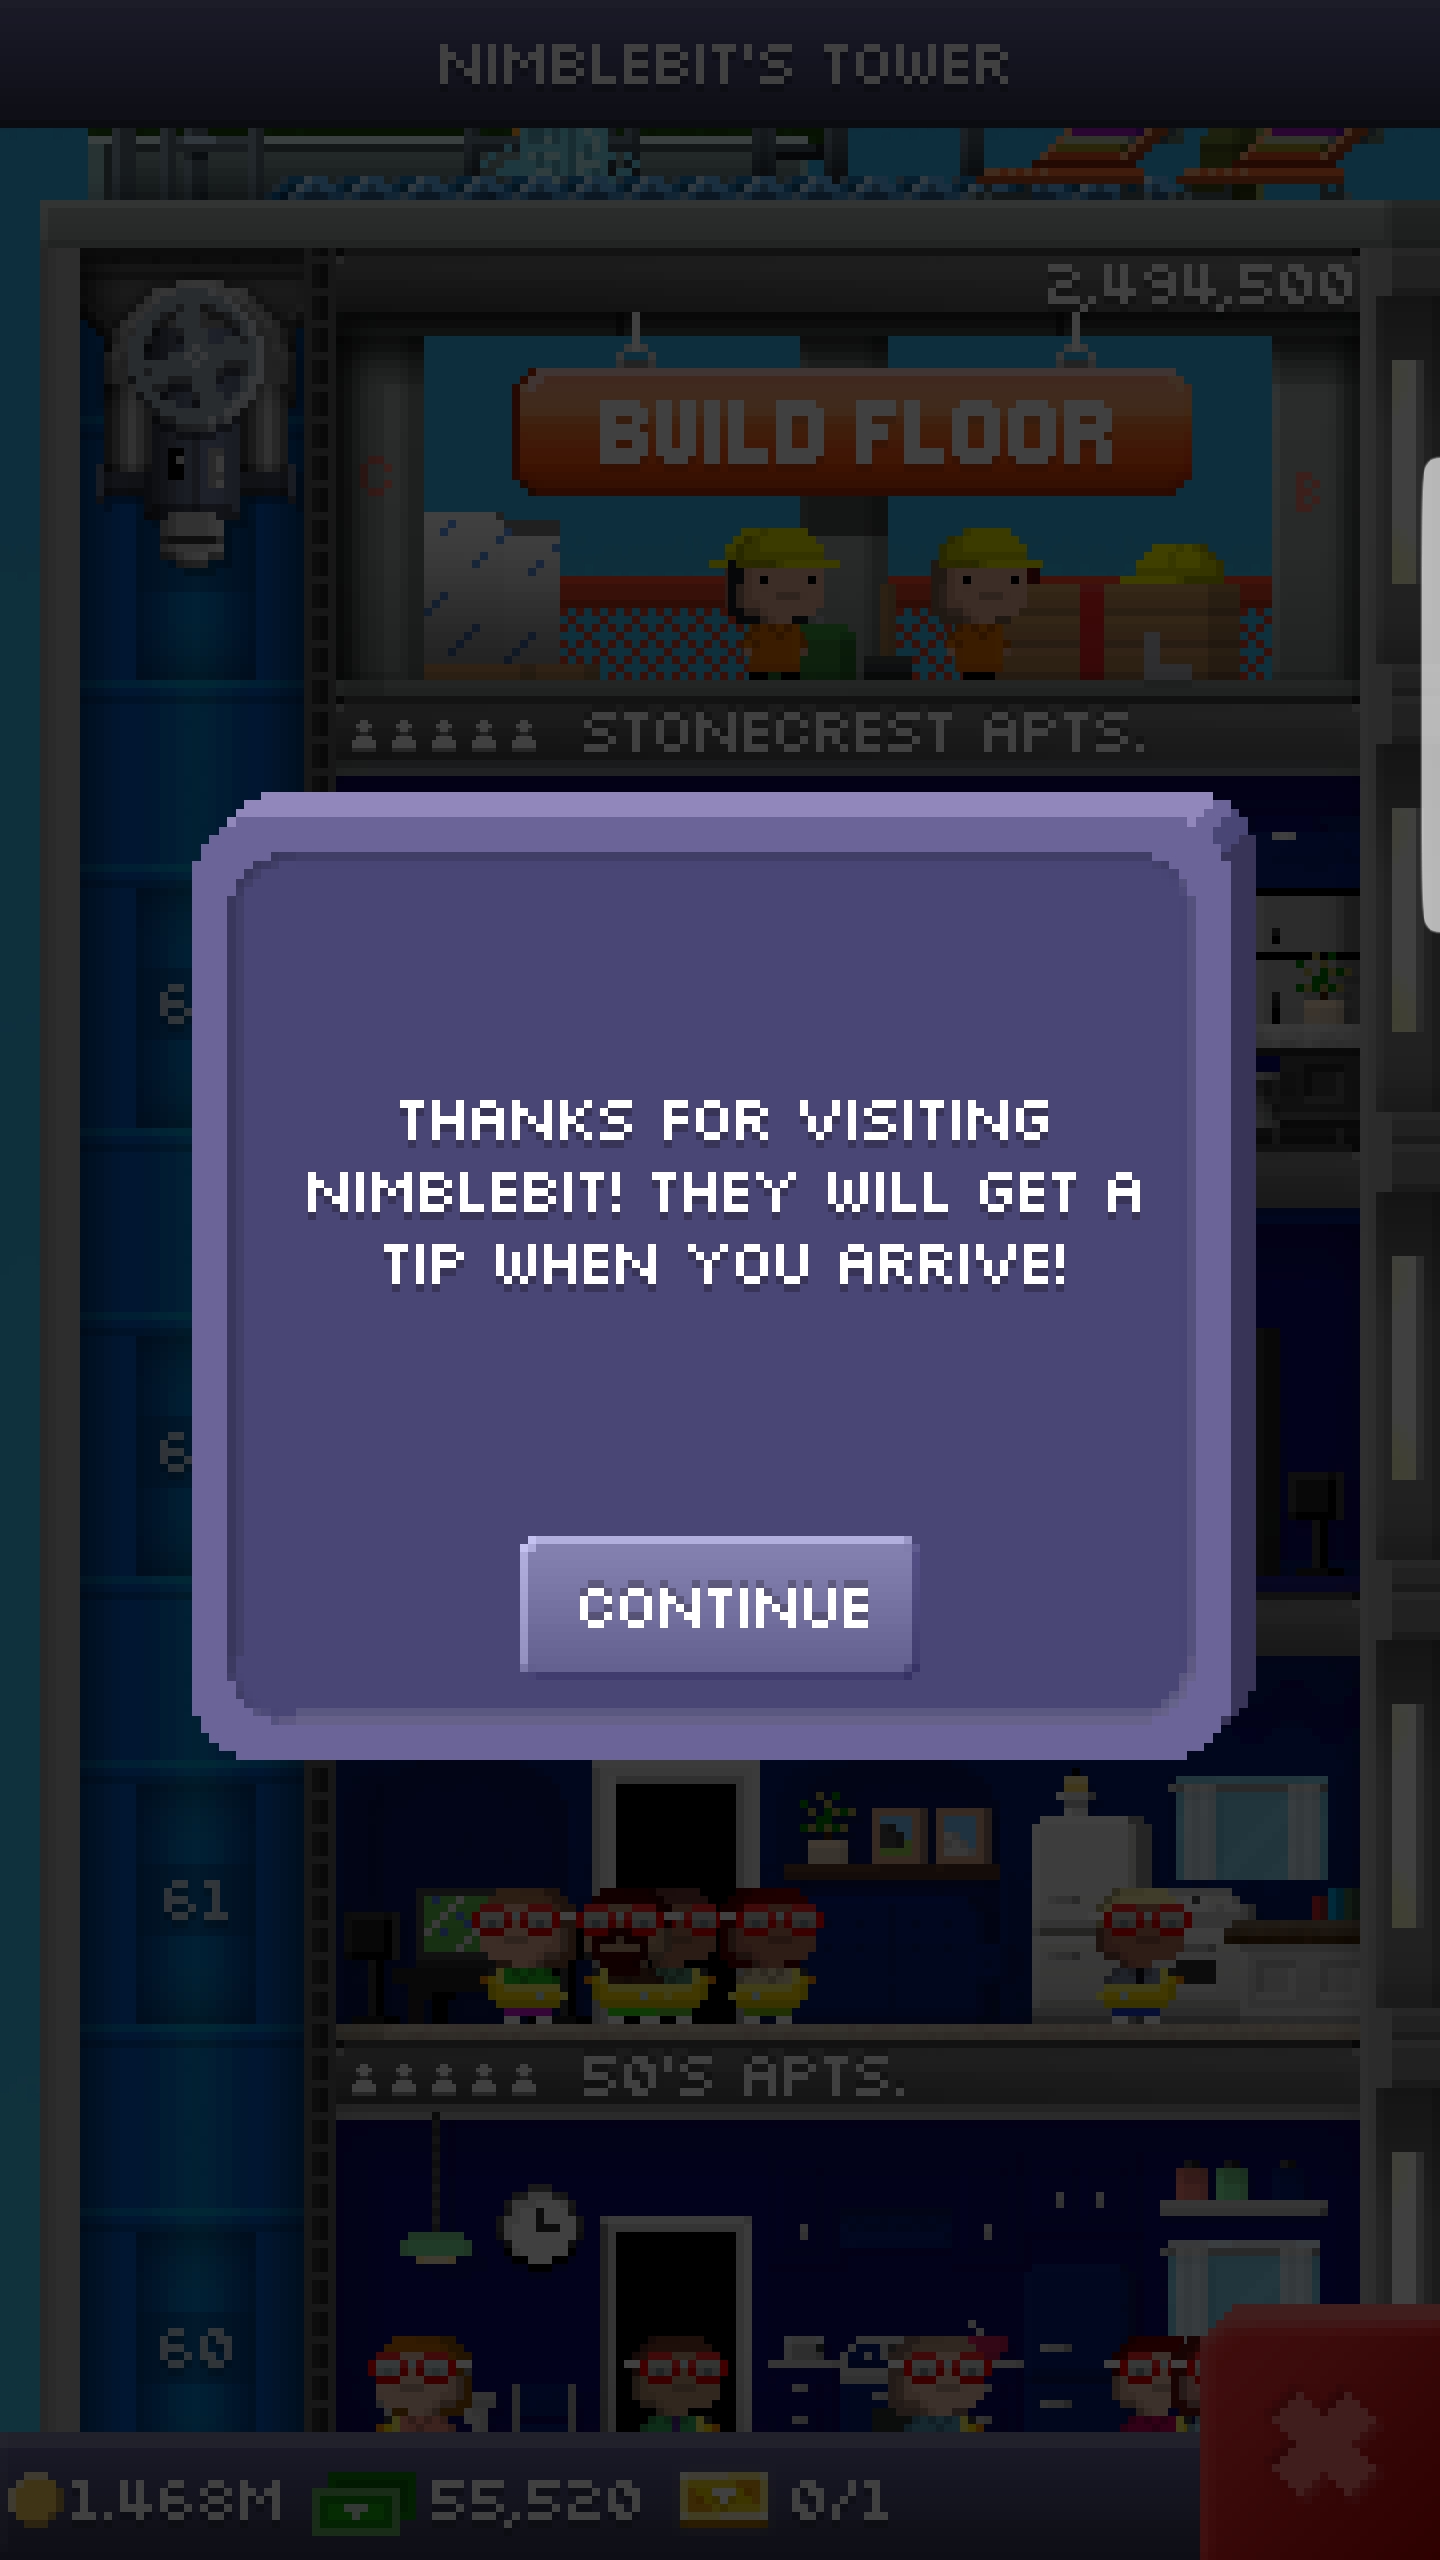 NIMBLEBIT'S TOWER
2,494,500
BUILD FLOOR
C
B
STONECREST APTS.
THANKS FOR VISITING
NIMBLEBIT! THEY WILL GET A
TIP WHEN YOU ARRIVE!
CONTINUE
61
50'S APTS.
60
1.468M 55,520 0/1